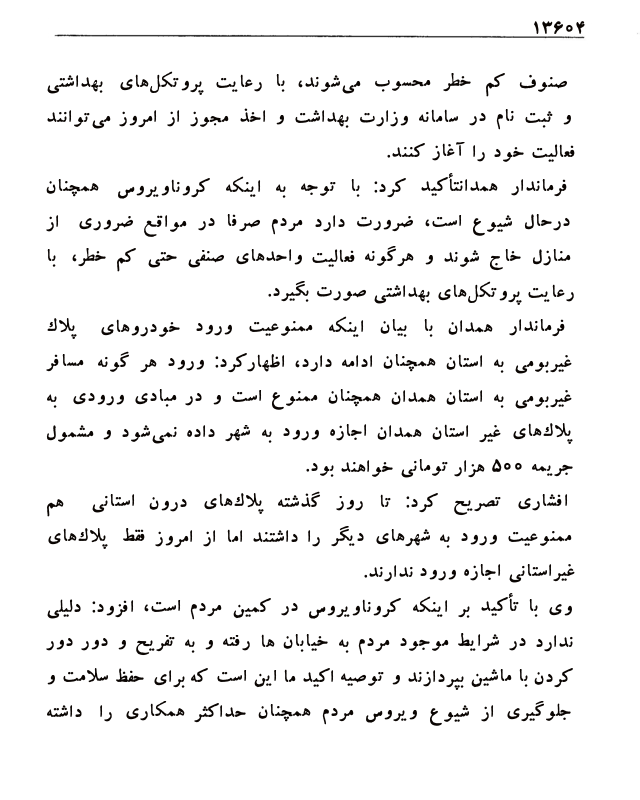 ۱۳۶۰۴
صنوف کم خطر محسوب می‌شوند، با رعایت پروتکل‌های بهداشتی
و ثبت نام در سامانه وزارت بهداشت و اخذ مجوز از امروز می‌توانند
فعالیت خود را آغاز کنند.
فرماندار همدانتأکید کرد: با توجه به اینکه کروناویروس همچنان
درحال شیوع است، ضرورت دارد مردم صرفا در مواقع ضروری از
منازل خاج شوند و هرگونه فعالیت واحدهای صنفی حتی کم خطر، با
رعایت پروتکل‌های بهداشتی صورت بگیرد.
فرماندار همدان با بیان اینکه ممنوعیت ورود خودروهای پلاك
غیربومی به استان همچنان ادامه دارد، اظهارکرد: ورود هر گونه مسافر
غیربومی به استان همدان همچنان ممنوع است و در مبادی ورودی به
پلاك‌های غیر استان همدان اجازه ورود به شهر داده نمی‌شود و مشمول
جریمه ۵۰۰ هزار تومانی خواهند بود.
افشاری تصریح کرد: تا روز گذشته پلاك‌های درون استانی هم
ممنوعیت ورود به شهرهای دیگر را داشتند اما از امروز فقط پلاك‌های
غیراستانی اجازه ورود ندارند.
وی با تأکید بر اینکه کروناویروس در کمین مردم است، افزود: دلیلی
ندارد در شرایط موجود مردم به خیابان ها رفته و به تفریح و دور دور
کردن با ماشین بپردازند و توصیه اکید ما این است که برای حفظ سلامت و
جلوگیری از شیوع ویروس مردم همچنان حداکثر همکاری را داشته